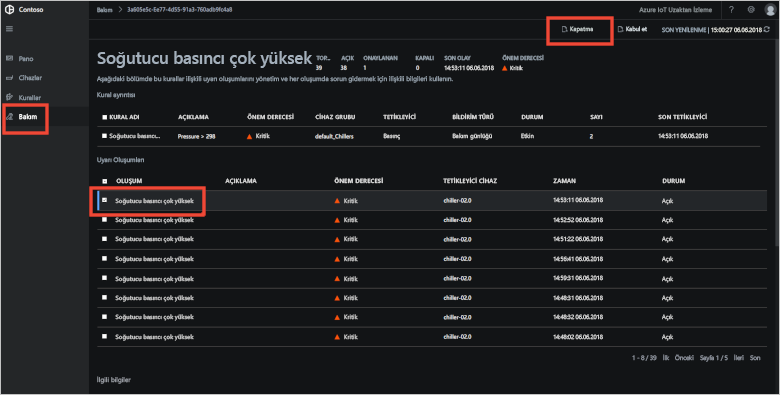 Contoso
Bakım > 3a605e5c-5e77-4d55-91a3-760adb9fc4a8
Azure IoT Uzaktan İzleme
Kapatma
Kabul et
SON YENİLENME | 15:00:27 06.06.2018
Pano
Cihazlar
Kurallar
Bakım
Soğutucu basıncı çok yüksek
TOP... AÇIK ONAYLANAN KAPALI SON OLAY ÖNEM DERECESİ
39 38 1 0 14:53:11 06.06.2018 Kritik
Aşağıdaki bölümde bu kuraller ilişkili uyarı oluşumlarını yönetim ve her oluşumda sorun gidermek için ilişkili bilgileri kullanın.
Kural ayrıntısı
KURAL ADI AÇIKLAMA ÖNEM DERECESİ CİHAZ GRUBU TETİKLEYİCİ BİLDİRİM TÜRÜ DURUM SAYI SON TETİKLEYİCİ
Soğutucu basıncı... Pressure > 298 Kritik default_Chillers Basınç Bakım günlüğü Etkin 2 14:53:11 06.06.2018
Uyarı Oluşumları
OLUŞUM AÇIKLAMA ÖNEM DERECESİ TETİKLEYİCİ CİHAZ ZAMAN DURUM
Soğutucu basıncı çok yüksek Kritik chiller-02.0 14:53:11 06.06.2018 Açık
Soğutucu basıncı çok yüksek Kritik chiller-02.0 14:52:52 06.06.2018 Açık
Soğutucu basıncı çok yüksek Kritik chiller-02.0 14:51:22 06.06.2018 Açık
Soğutucu basıncı çok yüksek Kritik chiller-02.0 14:56:41 06.06.2018 Açık
Soğutucu basıncı çok yüksek Kritik chiller-02.0 14:59:31 06.06.2018 Açık
Soğutucu basıncı çok yüksek Kritik chiller-02.0 14:48:31 06.06.2018 Açık
Soğutucu basıncı çok yüksek Kritik chiller-02.0 14:48:32 06.06.2018 Açık
Soğutucu basıncı çok yüksek Kritik chiller-02.0 14:48:02 06.06.2018 Açık
1 - 8 / 39 İlk Önceki Sayfa 1 / 5 İleri Son
İlgili bilgiler